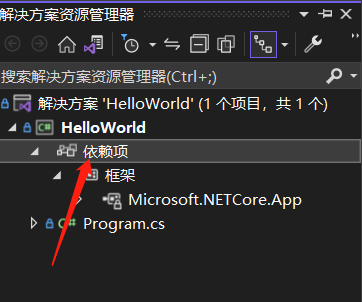 解决方案资源管理器
搜索解决方案资源管理器(Ctrl+;)
解决方案 'HelloWorld' (1 个项目，共 1 个)
C# HelloWorld
依赖项
框架
Microsoft.NETCore.App
C# Program.cs